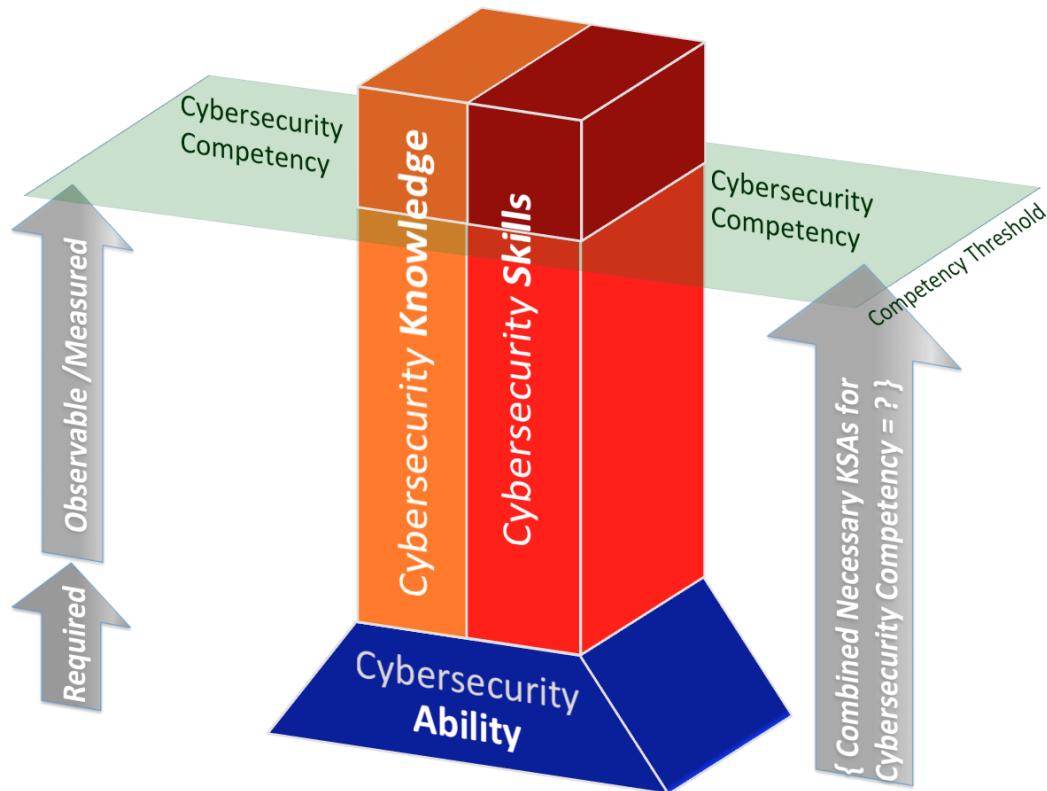 Cybersecurity
Competency
Cybersecurity
Competency
Competency Threshold
Observable /Measured
Required
Cybersecurity Knowledge
Cybersecurity Skills
Cybersecurity
Ability
{ Combined Necessary KSAs for
Cybersecurity Competency = ? }